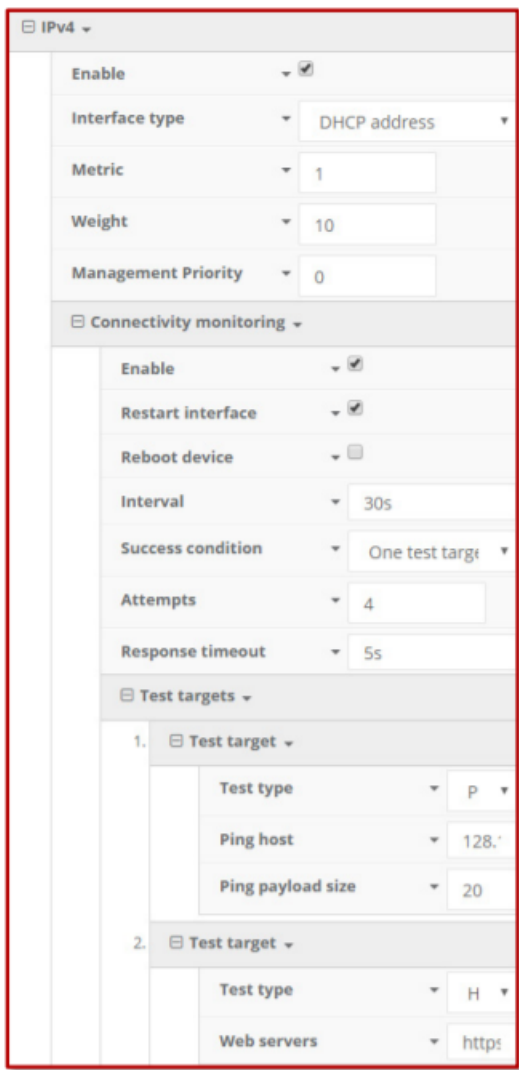 IPv4
Enable
Interface type DHCP address
Metric 1
Weight 10
Management Priority 0
Connectivity monitoring
Enable
Restart interface
Reboot device
Interval 30s
Success condition One test targe
Attempts 4
Response timeout 5s
Test targets
1. Test target
Test type P
Ping host 128.
Ping payload size 20
2. Test target
Test type H
Web servers https